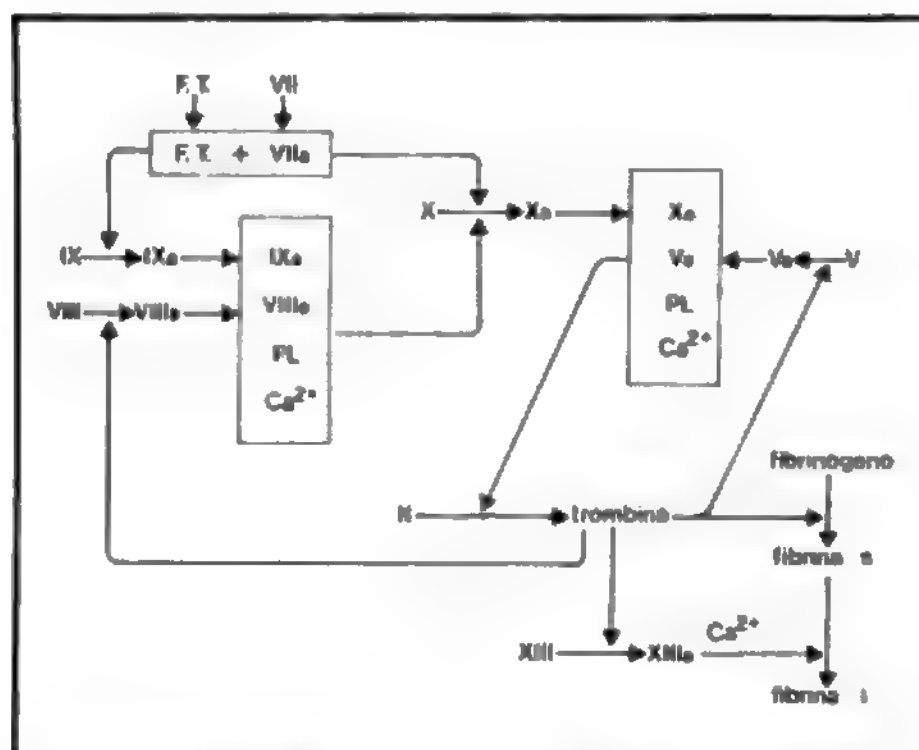 F. T. VII
F. T. + VIIa
X Xa
Xa
IX IXa
IXa
Va
Va V
VIII VIIIa
VIIIa
PL
PL
Ca2+
Ca2+
fibrinogeno
II trombina
fibrina s
Ca2+
XIII XIIIa
fibrina i